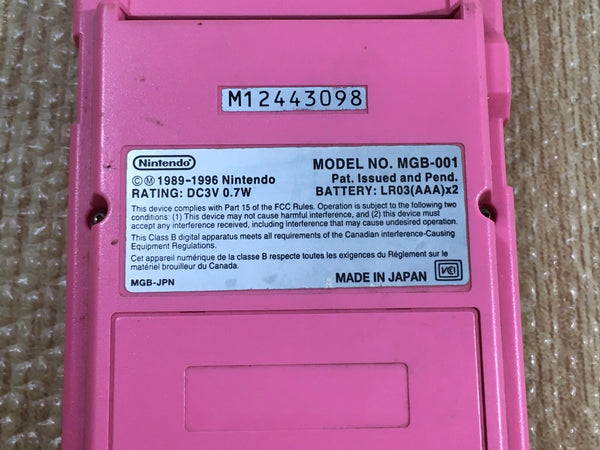 M12443098
Nintendo
©Ⓜ 1989-1996 Nintendo
RATING: DC3V 0.7W
MODEL NO. MGB-001
Pat. Issued and Pend.
BATTERY: LR03(AAA)x2
This device complies with Part 15 of the FCC Rules. Operation is subject to the following two
conditions: (1) This device may not cause harmful interference, and (2) this device must
accept any interference received, including interference that may cause undesired operation.
This Class B digital apparatus meets all requirements of the Canadian interference-Causing
Equipment Regulations.
Cet appareil numérique de la classe B respecte toutes les exigences du Règlement sur le
matériel brouilleur du Canada.
MGB-JPN
MADE IN JAPAN
VCI